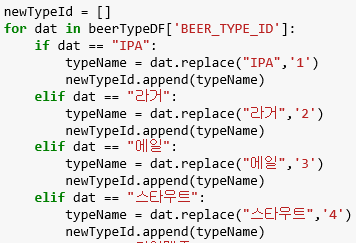 newTypeId = []
for dat in beerTypeDF['BEER_TYPE_ID']:
    if dat == "IPA":
        typeName = dat.replace("IPA",'1')
        newTypeId.append(typeName)
    elif dat == "라거":
        typeName = dat.replace("라거",'2')
        newTypeId.append(typeName)
    elif dat == "에일":
        typeName = dat.replace("에일",'3')
        newTypeId.append(typeName)
    elif dat == "스타우트":
        typeName = dat.replace("스타우트",'4')
        newTypeId.append(typeName)